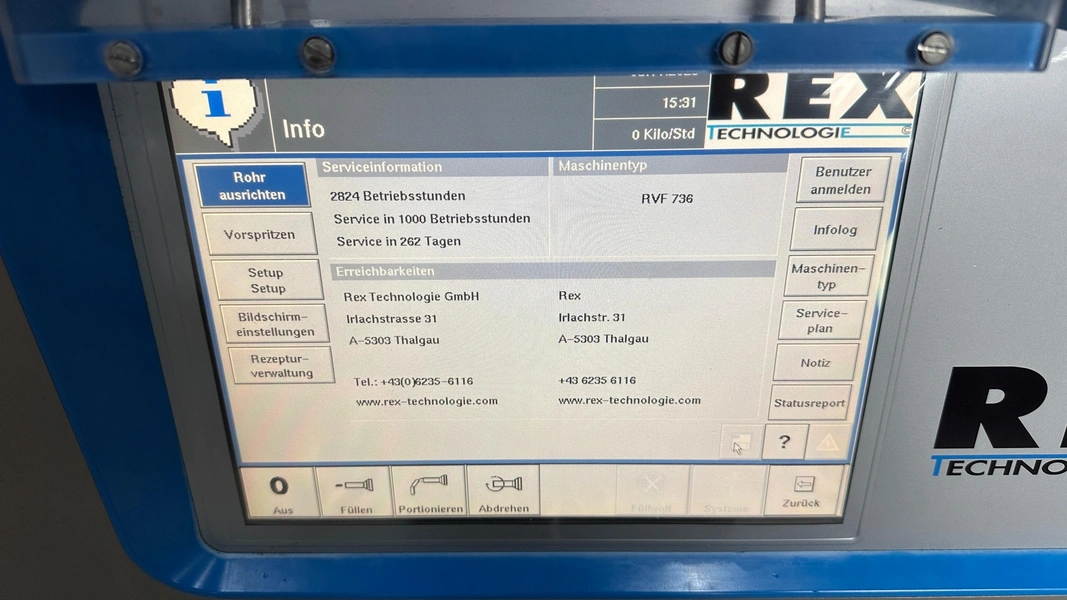 i
Info
15:31
0 Kilo/Std
REX
TECHNOLOGIE
©
Rohr
ausrichten
Vorspritzen
Setup
Setup
Bildschirm-
einstellungen
Rezeptur-
verwaltung
Serviceinformation
2824 Betriebsstunden
Service in 1000 Betriebsstunden
Service in 262 Tagen
Maschinentyp
RVF 736
Erreichbarkeiten
Rex Technologie GmbH
Irlachstrasse 31
A-5303 Thalgau
Tel.: +43(0)6235-6116
www.rex-technologie.com
Rex
Irlachstr. 31
A-5303 Thalgau
+43 6235 6116
www.rex-technologie.com
Benutzer
anmelden
Infolog
Maschinen-
typ
Service-
plan
Notiz
Statusreport
?
0
Aus
Füllen
Portionieren
Abdrehen
Füllvoll
Systeme
Zurück
R
TECHNO